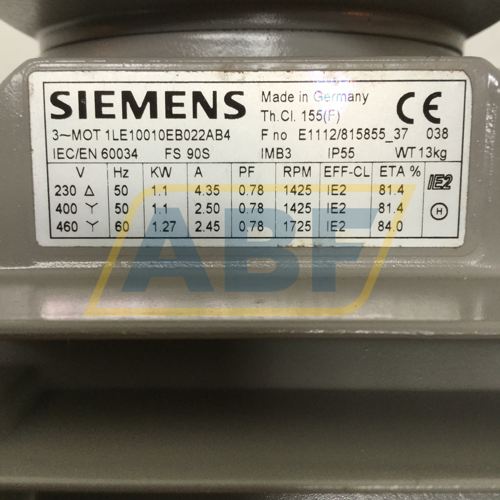 SIEMENS Made in Germany CE
Th.Cl. 155(F)
3~MOT 1LE10010EB022AB4 F no E1112/815855_37 038
IEC/EN 60034 FS 90S IMB3 IP55 WT 13kg
V Hz KW A PF RPM EFF-CL ETA % IE2
230 △ 50 1.1 4.35 0.78 1425 IE2 81.4
400 Y 50 1.1 2.50 0.78 1425 IE2 81.4 H
460 Y 60 1.27 2.45 0.78 1725 IE2 84.0
ABF